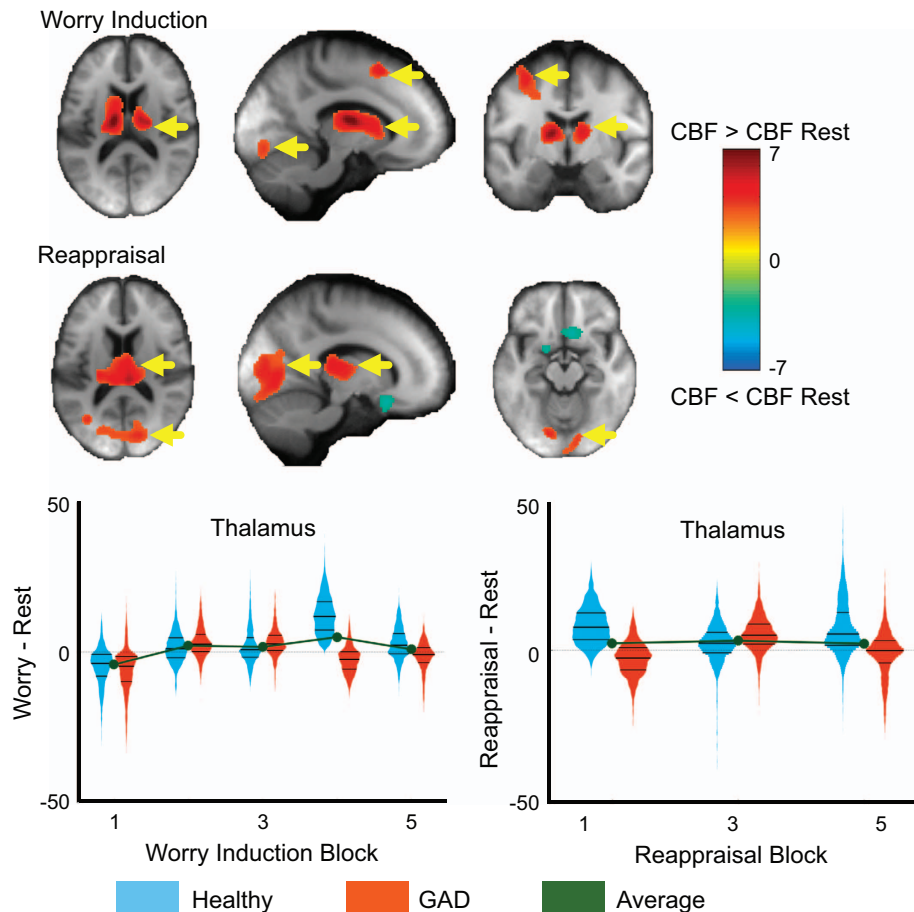 Worry Induction
CBF > CBF Rest
7
0
-7
CBF < CBF Rest
Reappraisal
50
Thalamus
Worry - Rest
0
-50
1
3
5
Worry Induction Block
50
Thalamus
Reappraisal - Rest
0
-50
1
3
5
Reappraisal Block
Healthy
GAD
Average